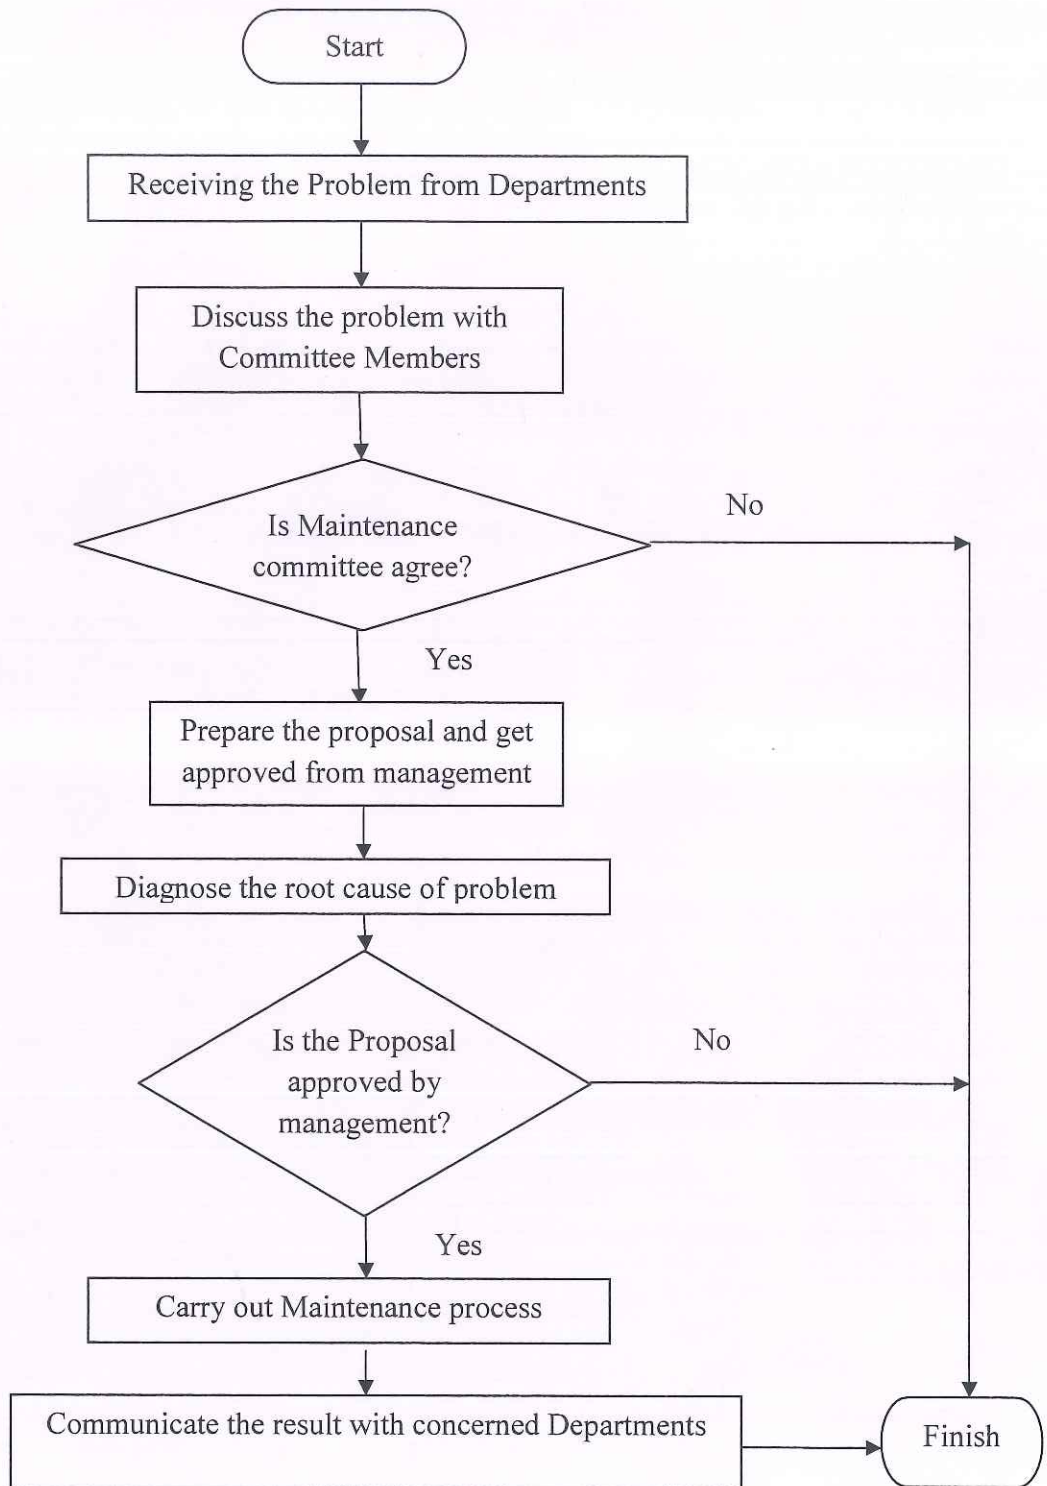 Start
Receiving the Problem from Departments
Discuss the problem with
Committee Members
Is Maintenance
committee agree?
No
Yes
Prepare the proposal and get
approved from management
Diagnose the root cause of problem
Is the Proposal
approved by
management?
No
Yes
Carry out Maintenance process
Communicate the result with concerned Departments
Finish